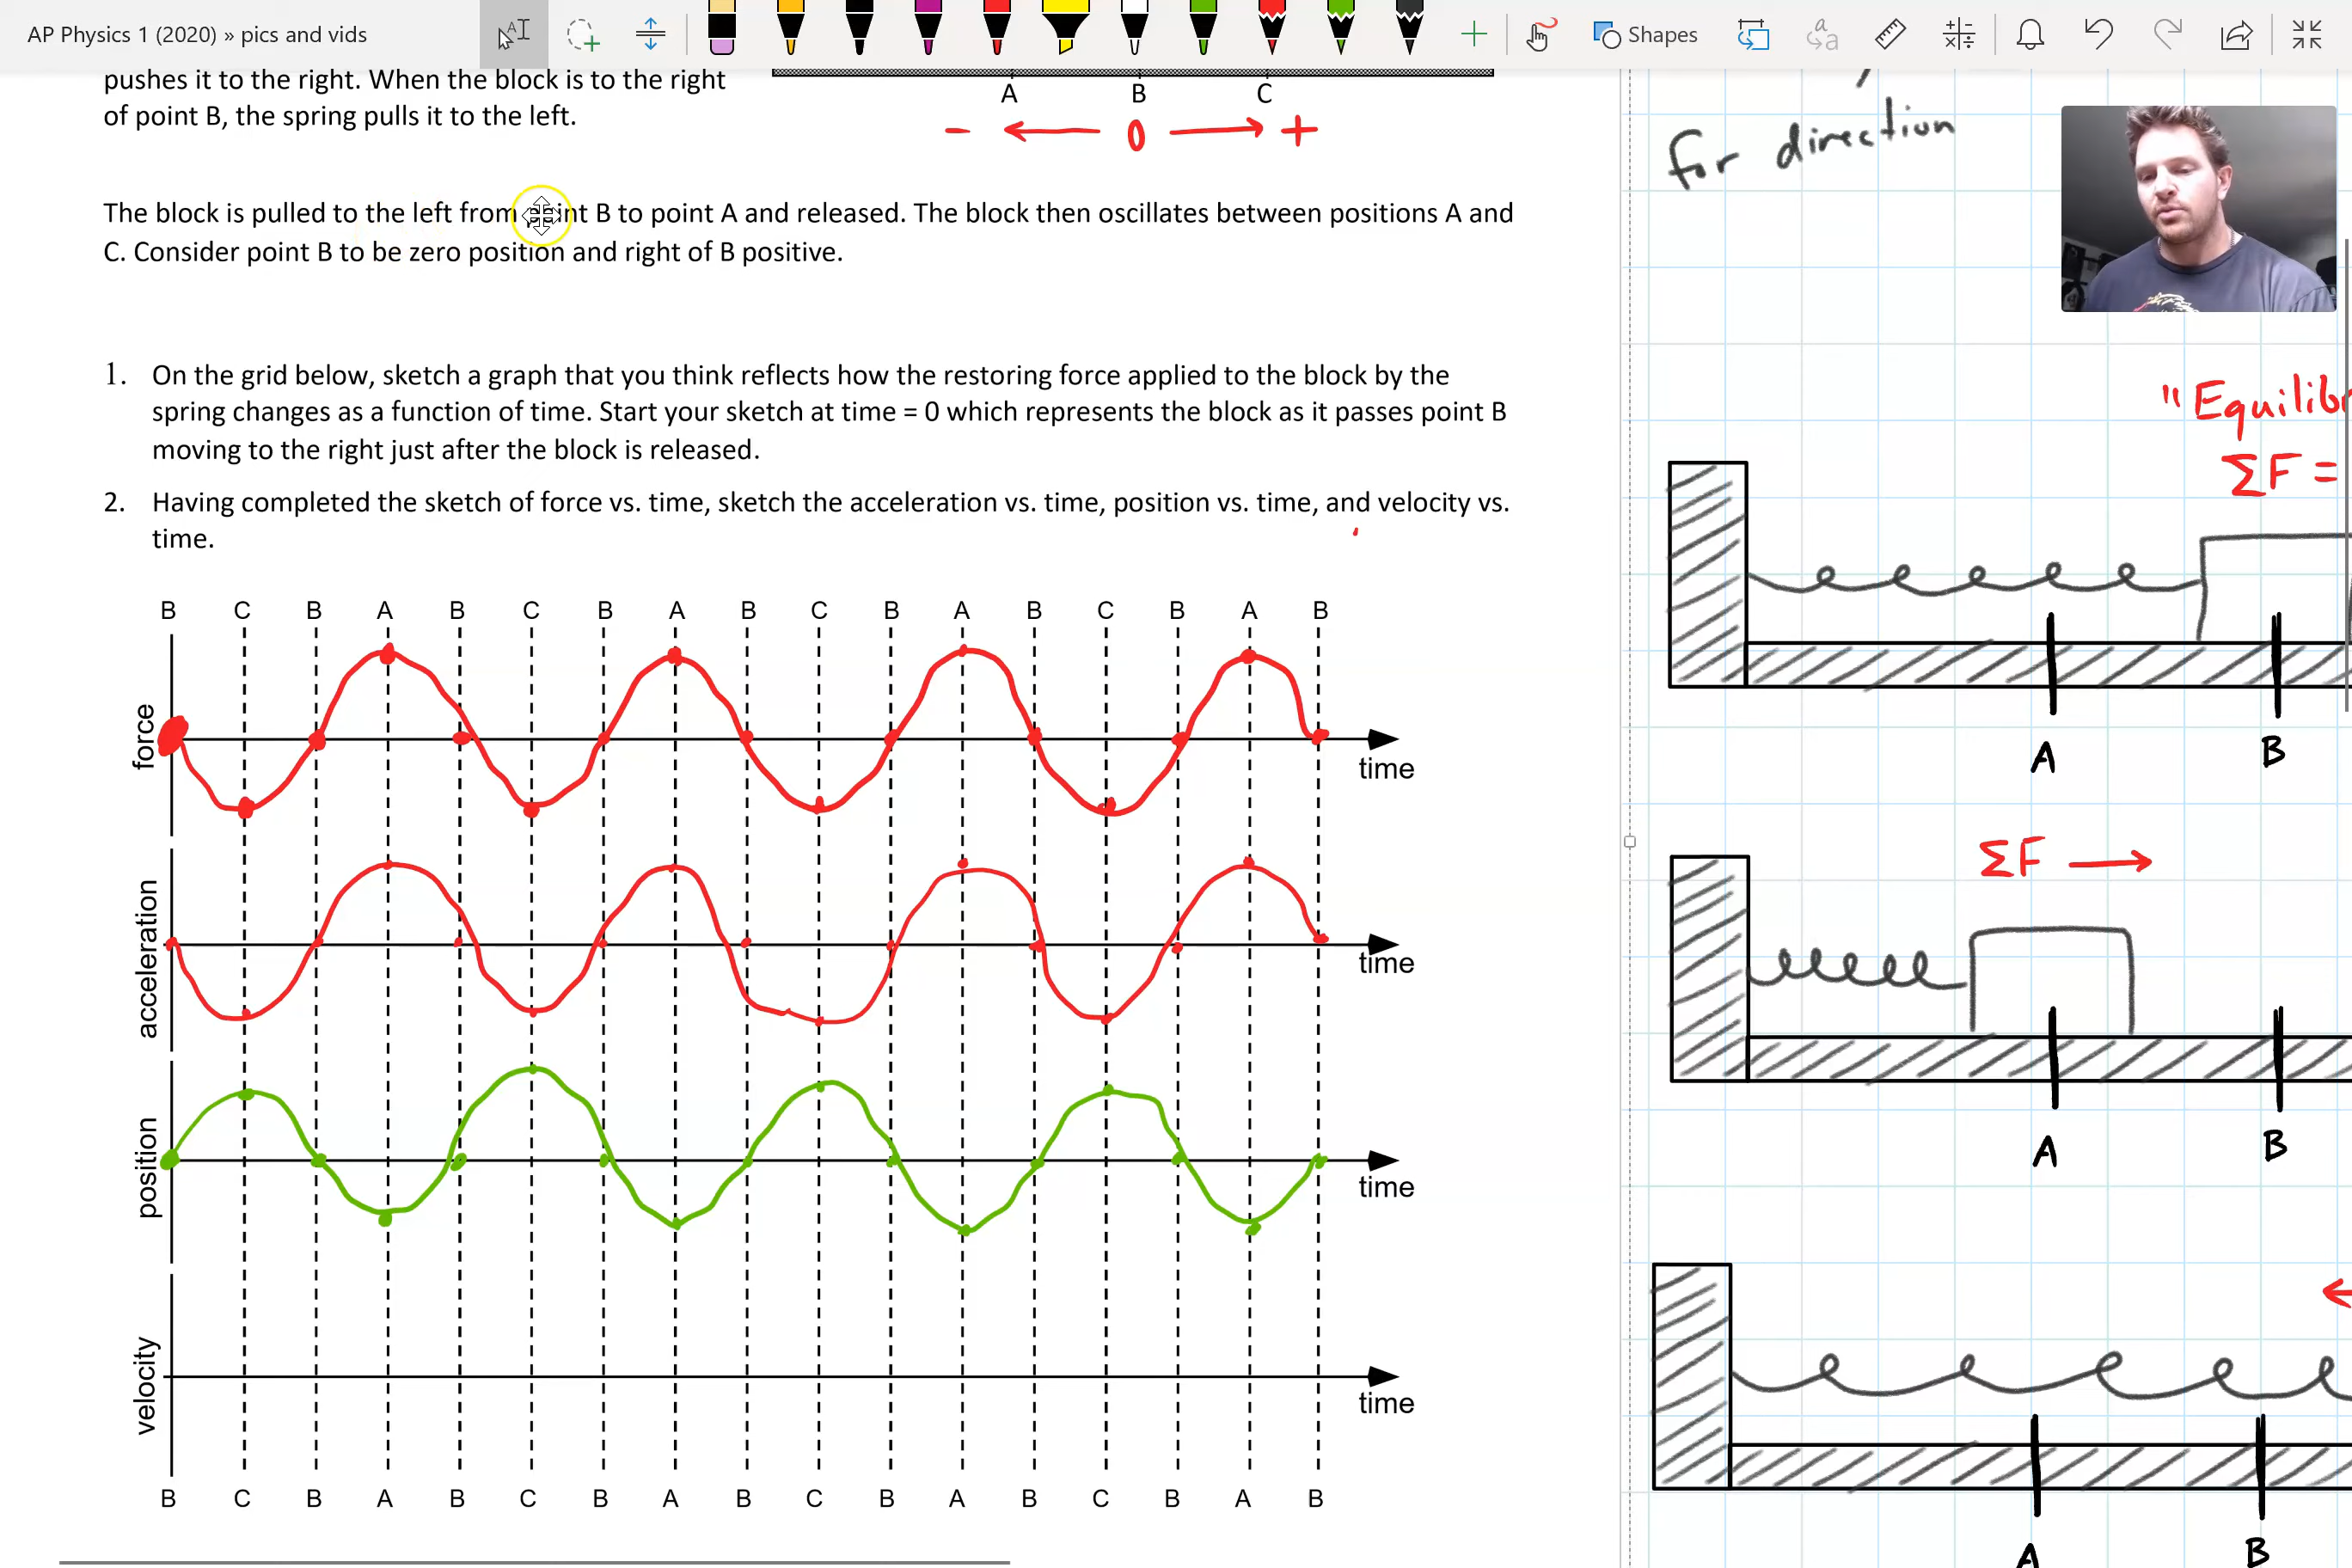 AP Physics 1 (2020) » pics and vids
Shapes
pushes it to the right. When the block is to the right
of point B, the spring pulls it to the left.
A B C
- 0 +
The block is pulled to the left from point B to point A and released. The block then oscillates between positions A and
C. Consider point B to be zero position and right of B positive.
1. On the grid below, sketch a graph that you think reflects how the restoring force applied to the block by the
spring changes as a function of time. Start your sketch at time = 0 which represents the block as it passes point B
moving to the right just after the block is released.
2. Having completed the sketch of force vs. time, sketch the acceleration vs. time, position vs. time, and velocity vs.
time.
B C B A B C B A B C B A B C B A B
force
time
acceleration
time
position
time
velocity
time
B C B A B C B A B C B A B C B A B
for direction
ΣF =
A B
ΣF
A B
A B